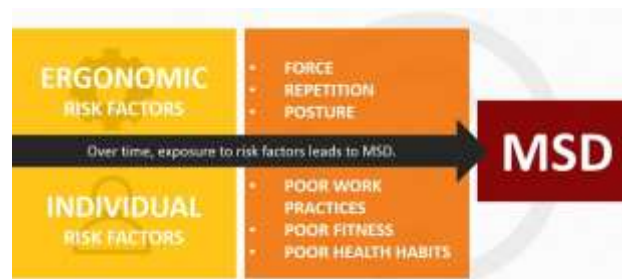 ERGONOMIC
RISK FACTORS
• FORCE
• REPETITION
• POSTURE
Over time, exposure to risk factors leads to MSD.
MSD
INDIVIDUAL
RISK FACTORS
• POOR WORK
PRACTICES
• POOR FITNESS
• POOR HEALTH HABITS